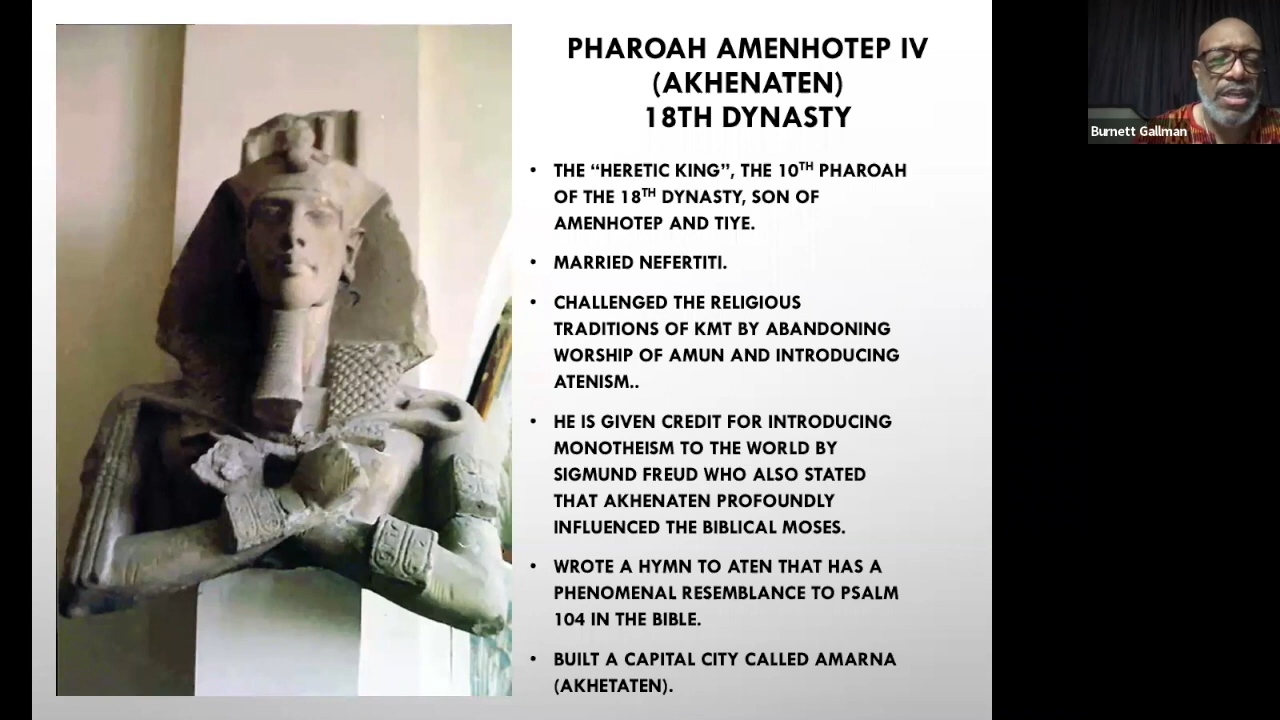 PHAROAH AMENHOTEP IV
(AKHENATEN)
18TH DYNASTY
• THE “HERETIC KING”, THE 10TH PHAROAH
OF THE 18TH DYNASTY, SON OF
AMENHOTEP AND TIYE.
• MARRIED NEFERTITI.
• CHALLENGED THE RELIGIOUS
TRADITIONS OF KMT BY ABANDONING
WORSHIP OF AMUN AND INTRODUCING
ATENISM..
• HE IS GIVEN CREDIT FOR INTRODUCING
MONOTHEISM TO THE WORLD BY
SIGMUND FREUD WHO ALSO STATED
THAT AKHENATEN PROFOUNDLY
INFLUENCED THE BIBLICAL MOSES.
• WROTE A HYMN TO ATEN THAT HAS A
PHENOMENAL RESEMBLANCE TO PSALM
104 IN THE BIBLE.
• BUILT A CAPITAL CITY CALLED AMARNA
(AKHETATEN).
Burnett Gallman